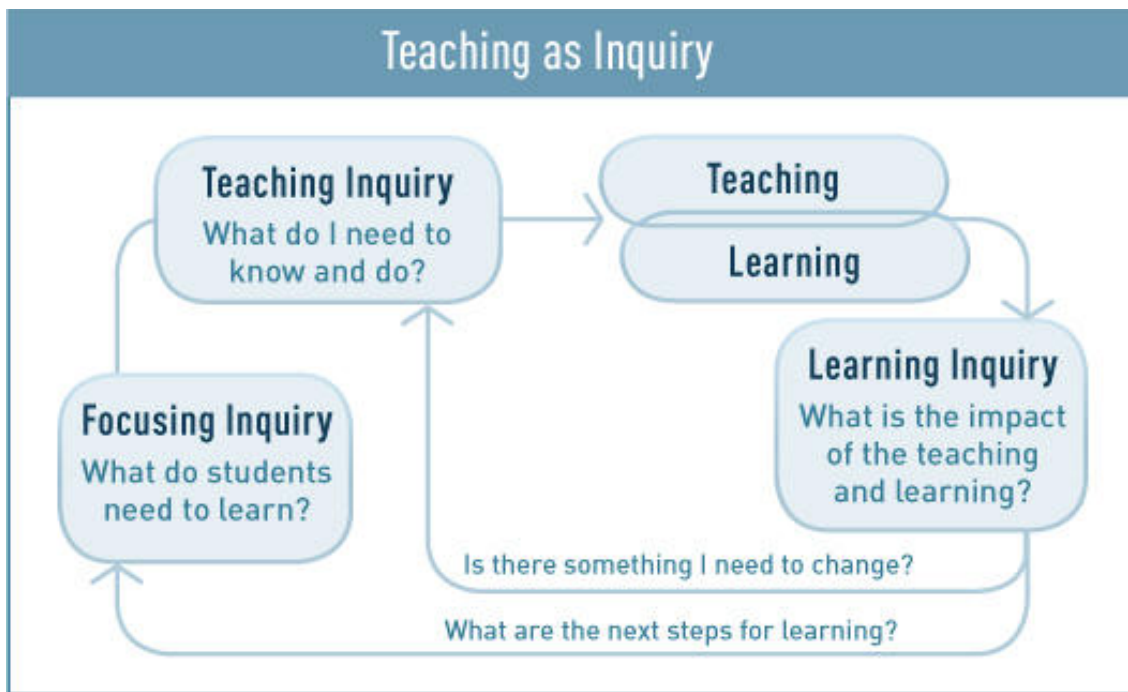 Teaching as Inquiry
Teaching Inquiry
What do I need to
know and do?
Teaching
Learning
Focusing Inquiry
What do students
need to learn?
Learning Inquiry
What is the impact
of the teaching
and learning?
Is there something I need to change?
What are the next steps for learning?